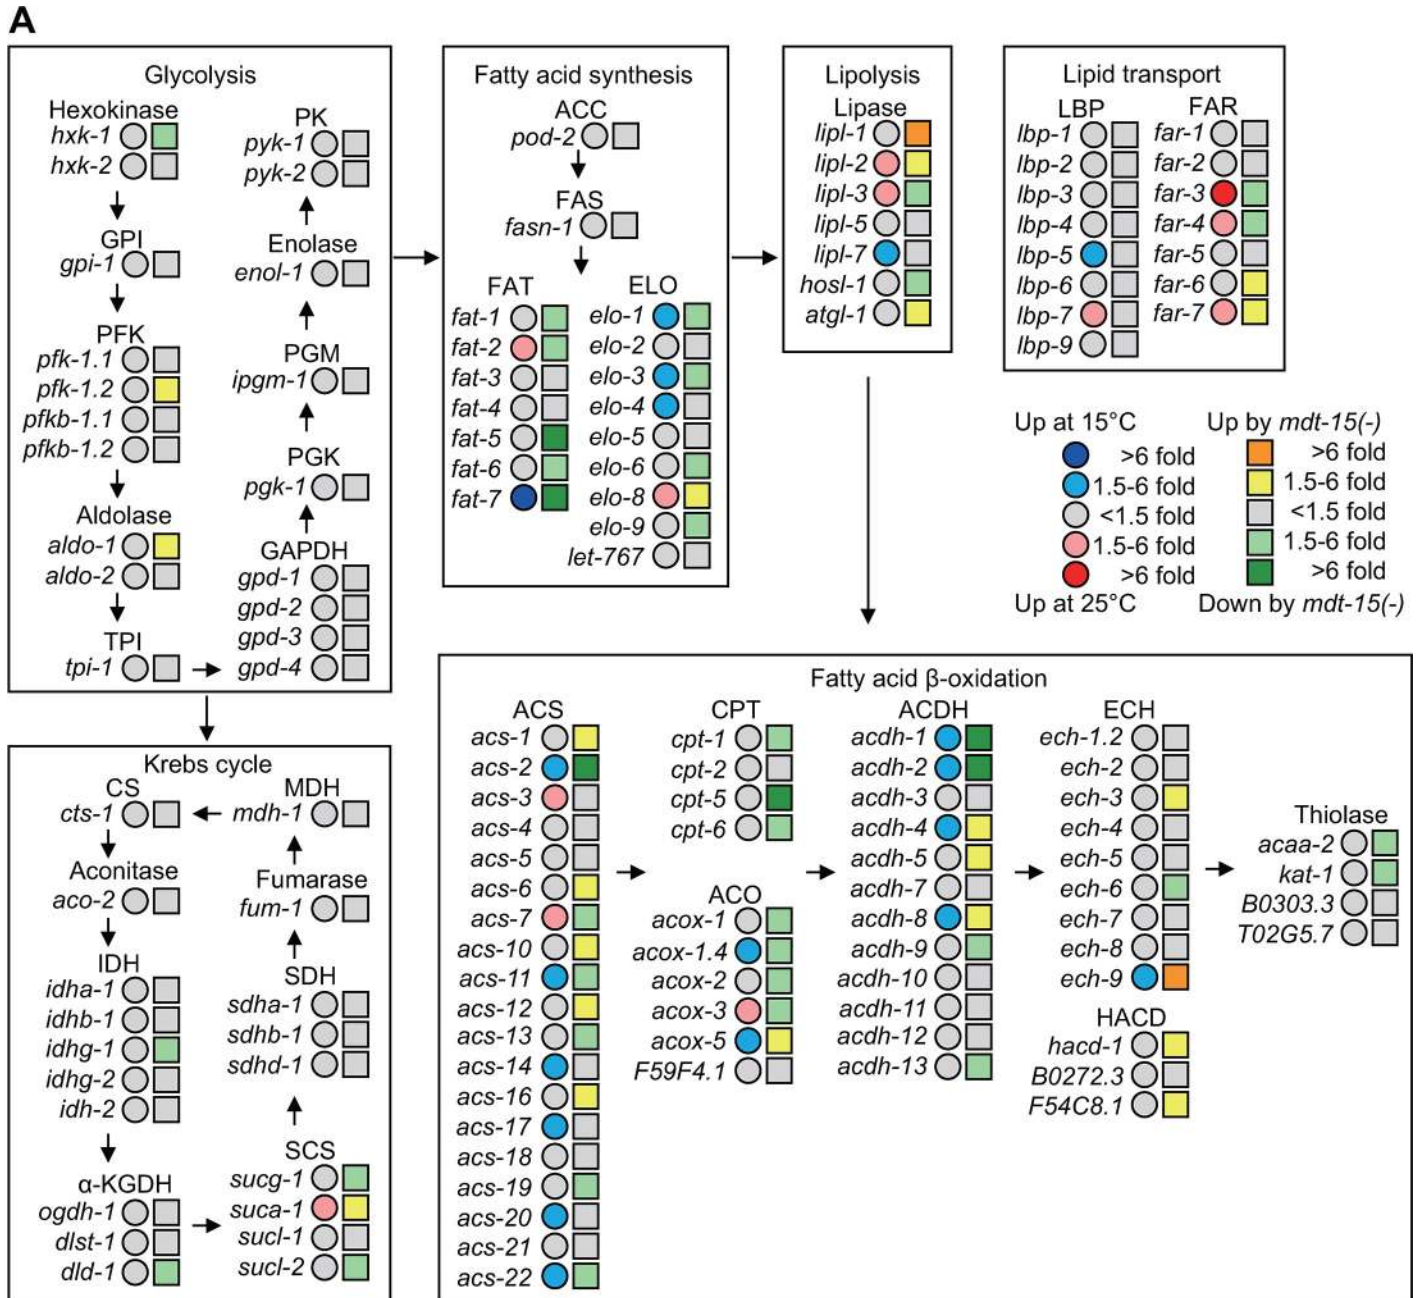 A
Glycolysis
Hexokinase
hxk-1
hxk-2
GPI
gpi-1
PFK
pfk-1.1
pfk-1.2
pfkb-1.1
pfkb-1.2
Aldolase
aldo-1
aldo-2
TPI
tpi-1
PK
pyk-1
pyk-2
Enolase
enol-1
PGM
ipgm-1
PGK
pgk-1
GAPDH
gpd-1
gpd-2
gpd-3
gpd-4
Fatty acid synthesis
ACC
pod-2
FAS
fasn-1
FAT
fat-1
fat-2
fat-3
fat-4
fat-5
fat-6
fat-7
ELO
elo-1
elo-2
elo-3
elo-4
elo-5
elo-6
elo-8
elo-9
let-767
Lipolysis
Lipase
lipl-1
lipl-2
lipl-3
lipl-5
lipl-7
hosl-1
atgl-1
Lipid transport
LBP
lbp-1
lbp-2
lbp-3
lbp-4
lbp-5
lbp-6
lbp-7
lbp-9
FAR
far-1
far-2
far-3
far-4
far-5
far-6
far-7
Up at 15°C
>6 fold
1.5-6 fold
<1.5 fold
1.5-6 fold
>6 fold
Up at 25°C
Up by mdt-15(-)
>6 fold
1.5-6 fold
<1.5 fold
1.5-6 fold
>6 fold
Down by mdt-15(-)
Krebs cycle
CS
cts-1
Aconitase
aco-2
IDH
idha-1
idhb-1
idhg-1
idhg-2
idh-2
α-KGDH
ogdh-1
dlst-1
dld-1
MDH
mdh-1
Fumarase
fum-1
SDH
sdha-1
sdhb-1
sdhd-1
SCS
sucg-1
suca-1
sucl-1
sucl-2
Fatty acid β-oxidation
ACS
acs-1
acs-2
acs-3
acs-4
acs-5
acs-6
acs-7
acs-10
acs-11
acs-12
acs-13
acs-14
acs-16
acs-17
acs-18
acs-19
acs-20
acs-21
acs-22
CPT
cpt-1
cpt-2
cpt-5
cpt-6
ACO
acox-1
acox-1.4
acox-2
acox-3
acox-5
F59F4.1
ACDH
acdh-1
acdh-2
acdh-3
acdh-4
acdh-5
acdh-7
acdh-8
acdh-9
acdh-10
acdh-11
acdh-12
acdh-13
ECH
ech-1.2
ech-2
ech-3
ech-4
ech-5
ech-6
ech-7
ech-8
ech-9
HACD
hacd-1
B0272.3
F54C8.1
Thiolase
acaa-2
kat-1
B0303.3
T02G5.7